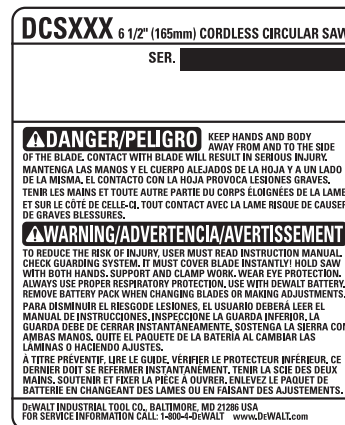 DCSXXX 6 1/2" (165mm) CORDLESS CIRCULAR SAW
SER.
DANGER/PELIGRO KEEP HANDS AND BODY
AWAY FROM AND TO THE SIDE
OF THE BLADE. CONTACT WITH BLADE WILL RESULT IN SERIOUS INJURY.
MANTENGA LAS MANOS Y EL CUERPO ALEJADOS DE LA HOJA Y A UN LADO
DE LA MISMA. EL CONTACTO CON LA HOJA PROVOCA LESIONES GRAVES.
TENIR LES MAINS ET TOUTE AUTRE PARTIE DU CORPS ÉLOIGNÉES DE LA LAME
ET SUR LE CÔTÉ DE CELLE-CI. TOUT CONTACT AVEC LA LAME RISQUE DE CAUSER
DE GRAVES BLESSURES.
WARNING/ADVERTENCIA/AVERTISSEMENT
TO REDUCE THE RISK OF INJURY, USER MUST READ INSTRUCTION MANUAL.
CHECK GUARDING SYSTEM. IT MUST COVER BLADE INSTANTLY! HOLD SAW
WITH BOTH HANDS. SUPPORT AND CLAMP WORK. WEAR EYE PROTECTION.
ALWAYS USE PROPER RESPIRATORY PROTECTION. USE WITH DEWALT BATTERY.
REMOVE BATTERY PACK WHEN CHANGING BLADES OR MAKING ADJUSTMENTS.
PARA DISMINUIR EL RIESGODE LESIONES, EL USUARIO DEBERÁ LEER EL
MANUAL DE INSTRUCCIONES. INSPECCIONE LA GUARDA INFERIOR, LA
GUARDA DEBE DE CERRAR INSTANTÁNEAMENTE. SOSTENGA LA SIERRA CON
AMBAS MANOS. QUITE EL PAQUETE DE LA BATERÍA AL CAMBIAR LAS
LÁMINAS O HACIENDO AJUSTES.
À TITRE PRÉVENTIF, LIRE LE GUIDE. VÉRIFIER LE PROTECTEUR INFÉRIEUR, CE
DERNIER DOIT SE REFERMER INSTANTANÉMENT. TENIR LA SCIE DES DEUX
MAINS. SOUTENIR ET FIXER LA PIÈCE À OUVRER. ENLEVEZ LE PAQUET DE
BATTERIE EN CHANGEANT DES LAMES OU EN FAISANT DES AJUSTEMENTS.
DEWALT INDUSTRIAL TOOL CO., BALTIMORE, MD 21286 USA
FOR SERVICE INFORMATION CALL: 1-800-4-DEWALT www.DEWALT.com